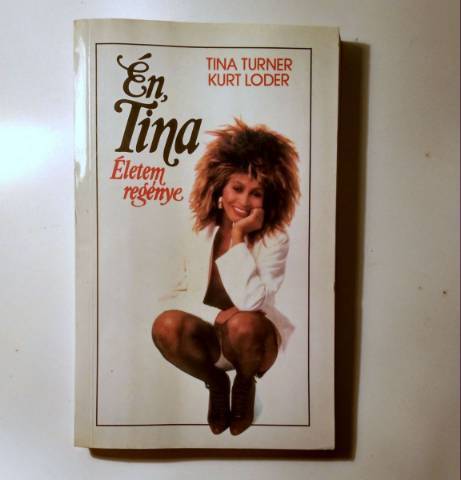 TINA TURNER
KURT LODER
Én,
Tina
Életem
regénye